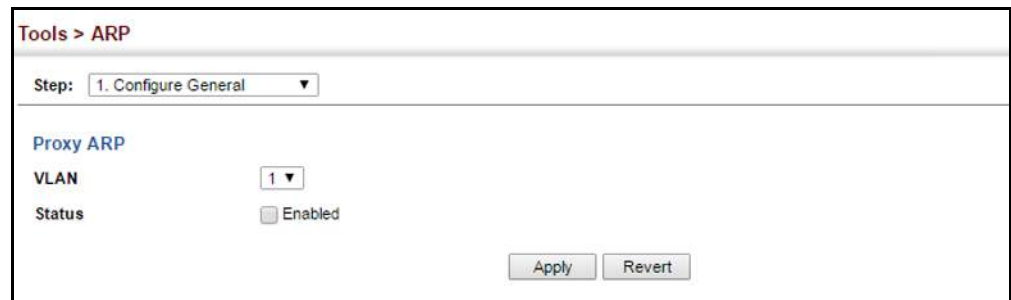 Tools > ARP
Step: 1. Configure General
Proxy ARP
VLAN 1
Status Enabled
Apply Revert